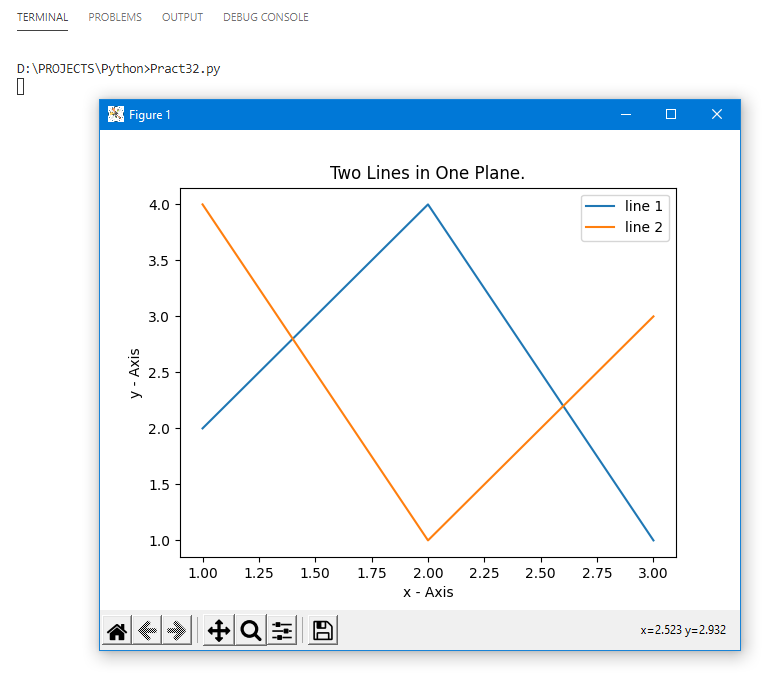 TERMINAL PROBLEMS OUTPUT DEBUG CONSOLE
D:\PROJECTS\Python>Pract32.py
Figure 1
Two Lines in One Plane.
line 1
line 2
4.0
3.5
3.0
2.5
2.0
1.5
1.0
y - Axis
1.00 1.25 1.50 1.75 2.00 2.25 2.50 2.75 3.00
x - Axis
x=2.523 y=2.932